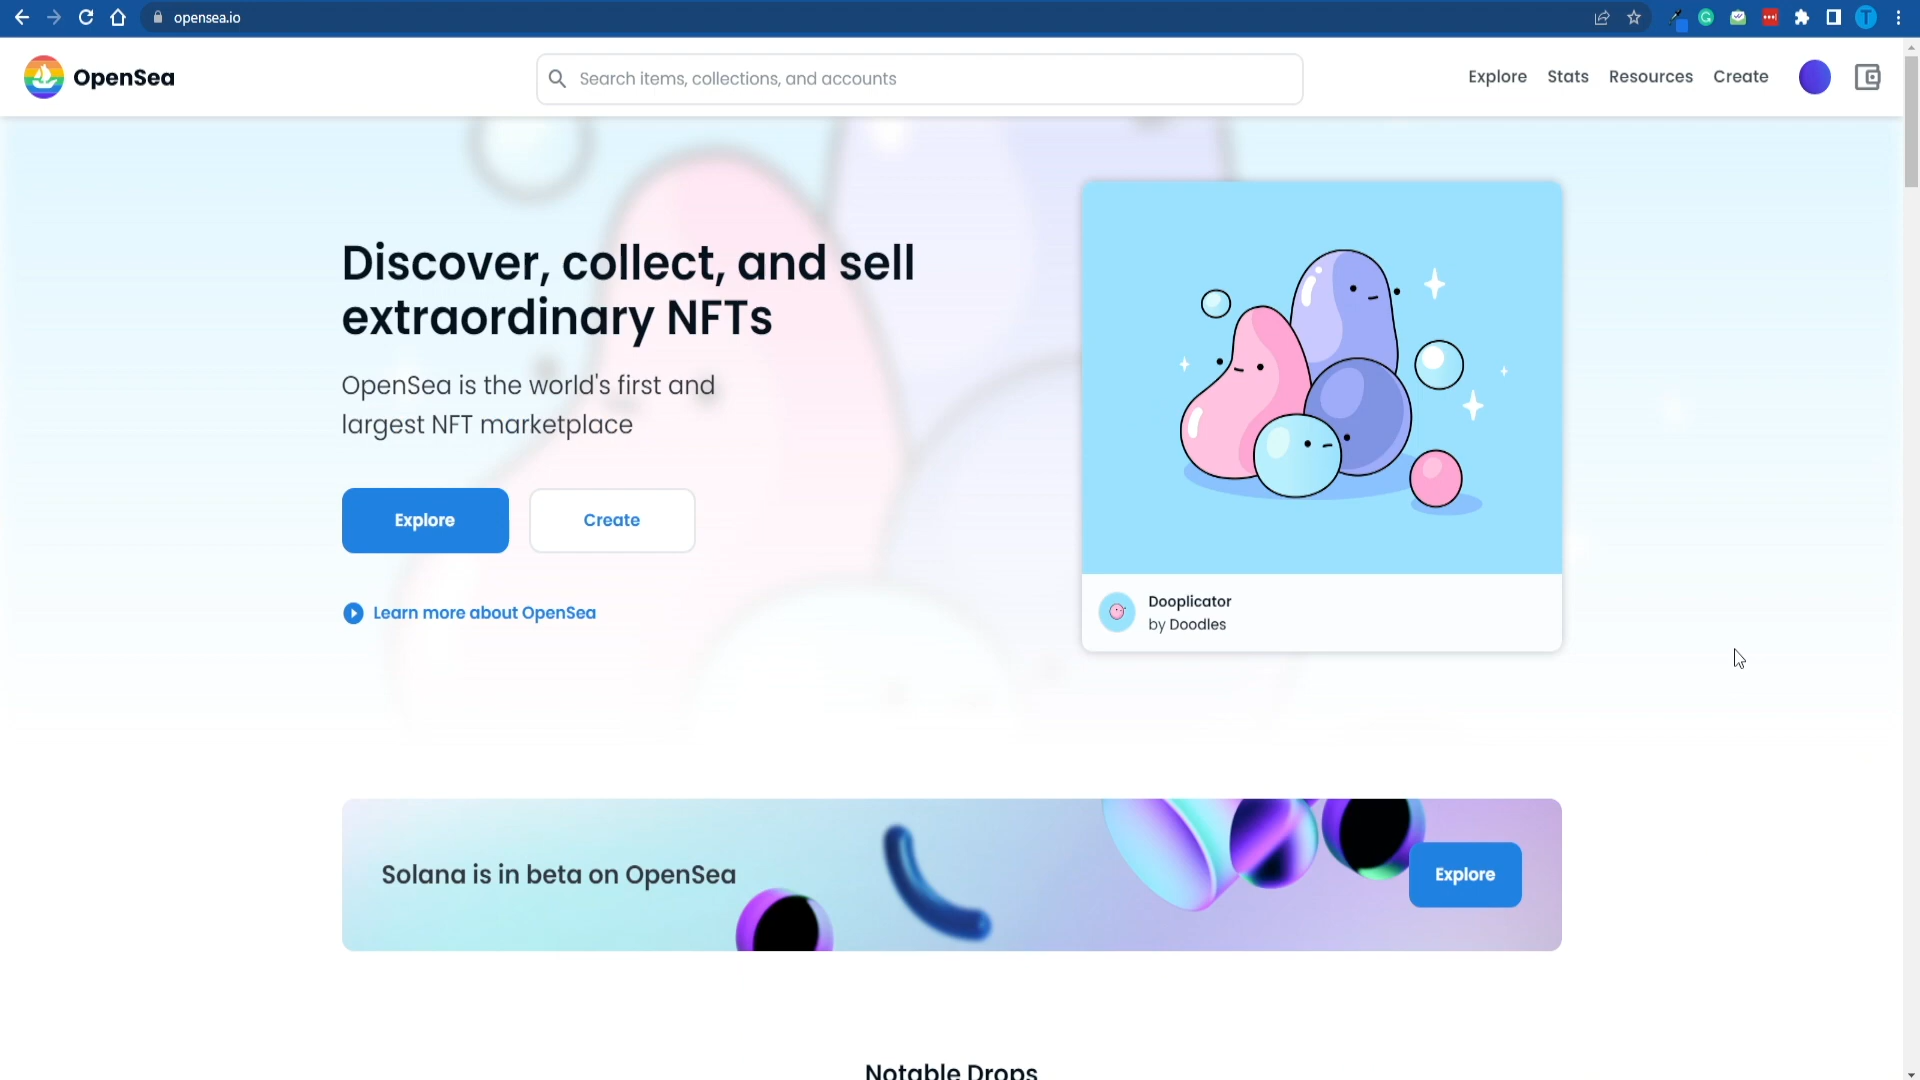 opensea.io
OpenSea
Search items, collections, and accounts
Explore
Stats
Resources
Create
Discover, collect, and sell
extraordinary NFTs
OpenSea is the world's first and
largest NFT marketplace
Explore
Create
Learn more about OpenSea
Dooplicator
by Doodles
Solana is in beta on OpenSea
Explore
Notable Drops